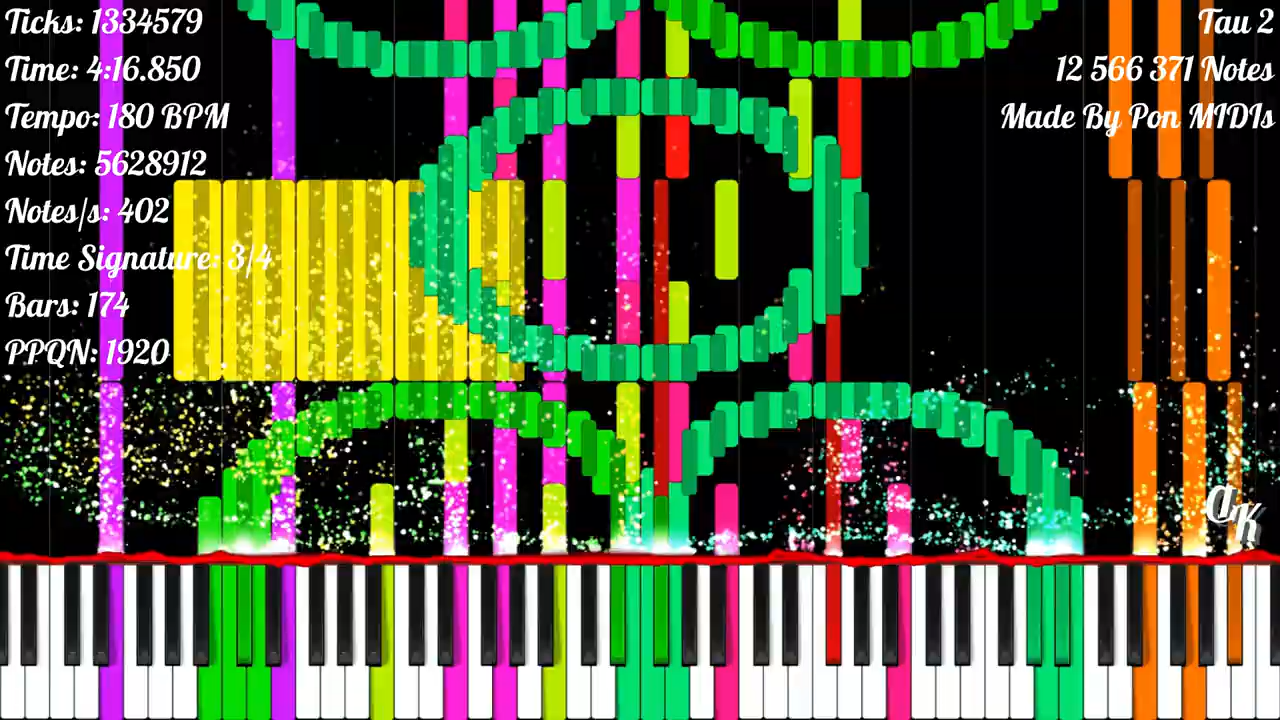 Ticks: 1334579
Time: 4:16.850
Tempo: 180 BPM
Notes: 5628912
Notes/s: 402
Time Signature: 3/4
Bars: 174
PPQN: 1920
Tau 2
12 566 371 Notes
Made By Pon MIDIs
CK